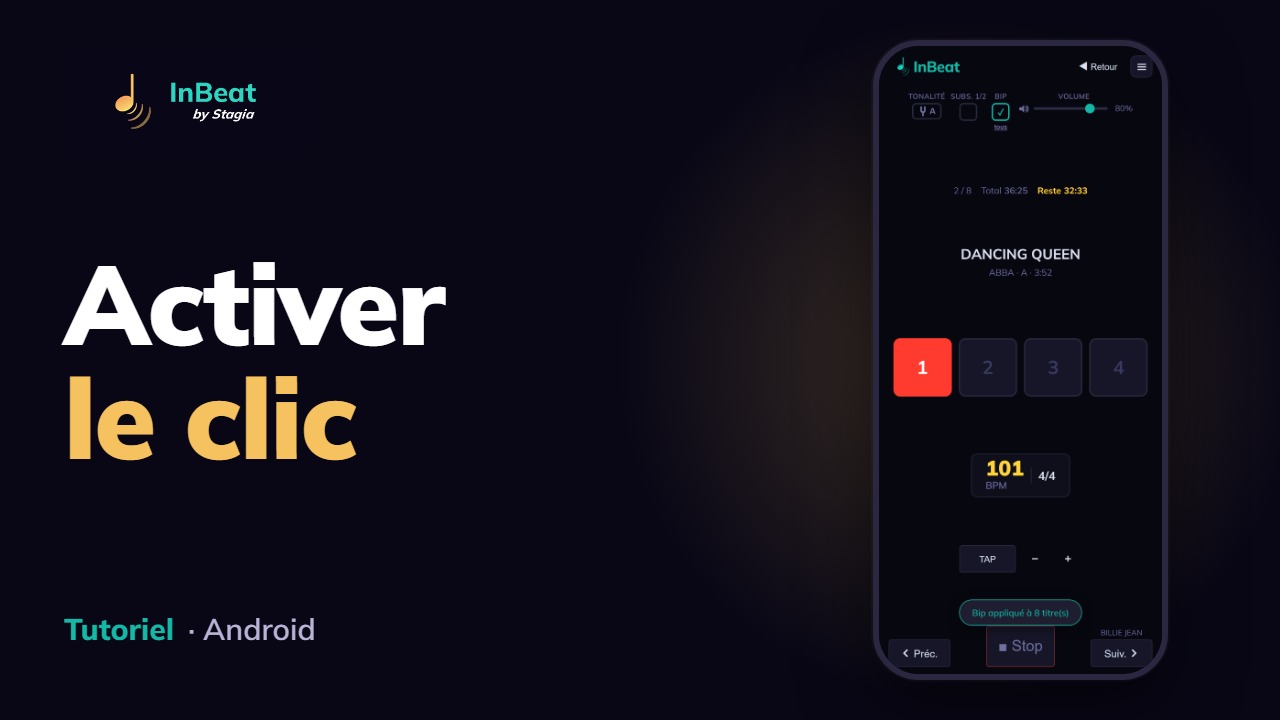 InBeat
by Stagia
Activer
le clic
Tutoriel · Android
InBeat
Retour
TONALITÉ SUBS. 1/2 BIP VOLUME
A 80%
tous
2 / 8 Total 36:25 Reste 32:33
DANCING QUEEN
ABBA · A · 3:52
1 2 3 4
101 4/4
BPM
TAP − +
Bip appliqué à 8 titre(s)
BILLIE JEAN
Préc. Stop Suiv.